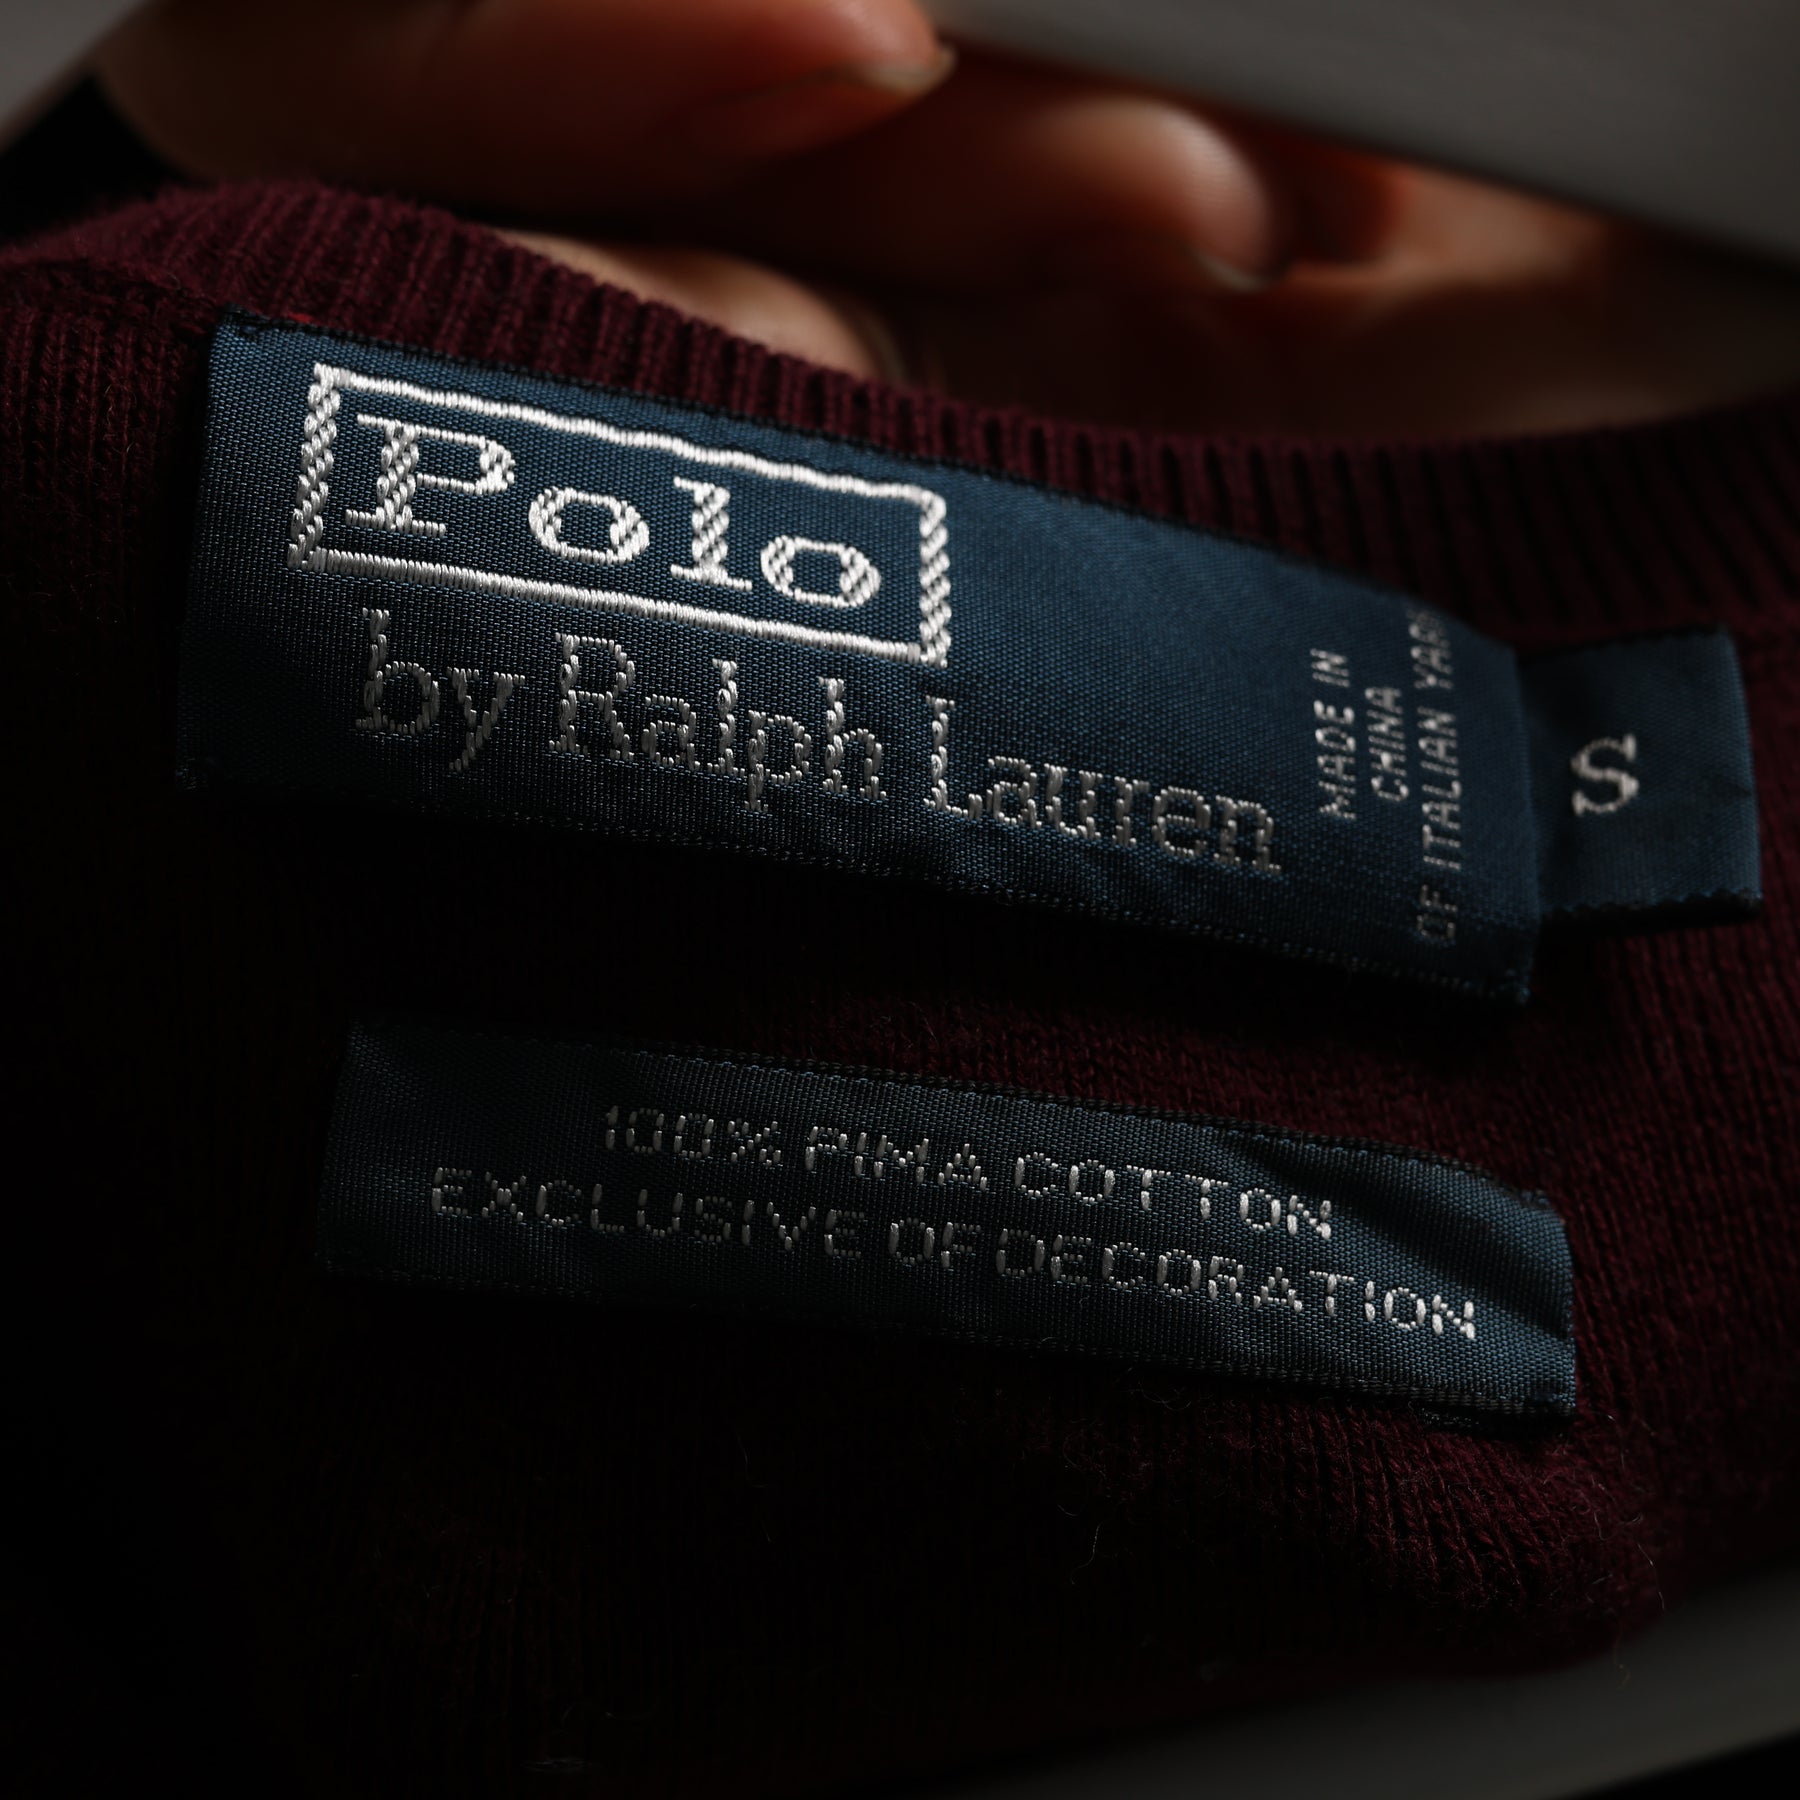 Polo
by Ralph Lauren
MADE IN
CHINA
OF ITALIAN YARN
S
100% PIMA COTTON
EXCLUSIVE OF DECORATION